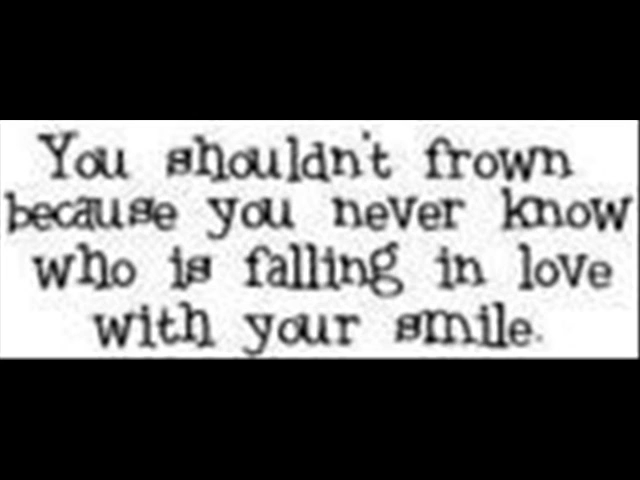 You shouldn't frown
because you never know
who is falling in love
with your smile.